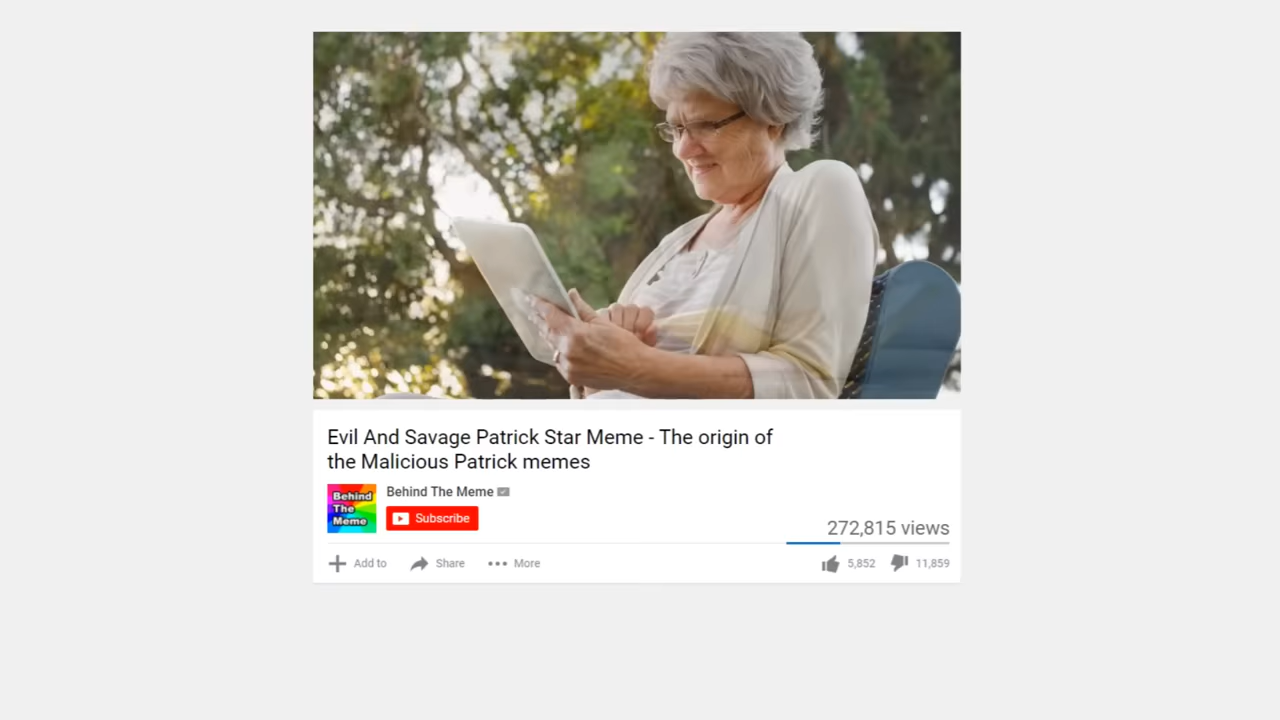 Evil And Savage Patrick Star Meme - The origin of
the Malicious Patrick memes
Behind
The
Meme
Behind The Meme
Subscribe
272,815 views
Add to
Share
More
5,852
11,859